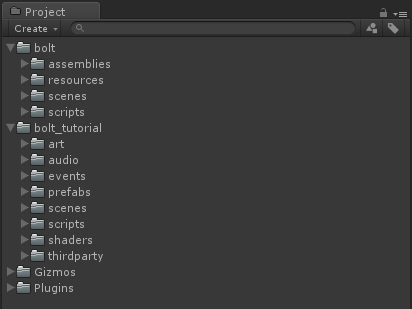 Project
Create
bolt
assemblies
resources
scenes
scripts
bolt_tutorial
art
audio
events
prefabs
scenes
scripts
shaders
thirdparty
Gizmos
Plugins